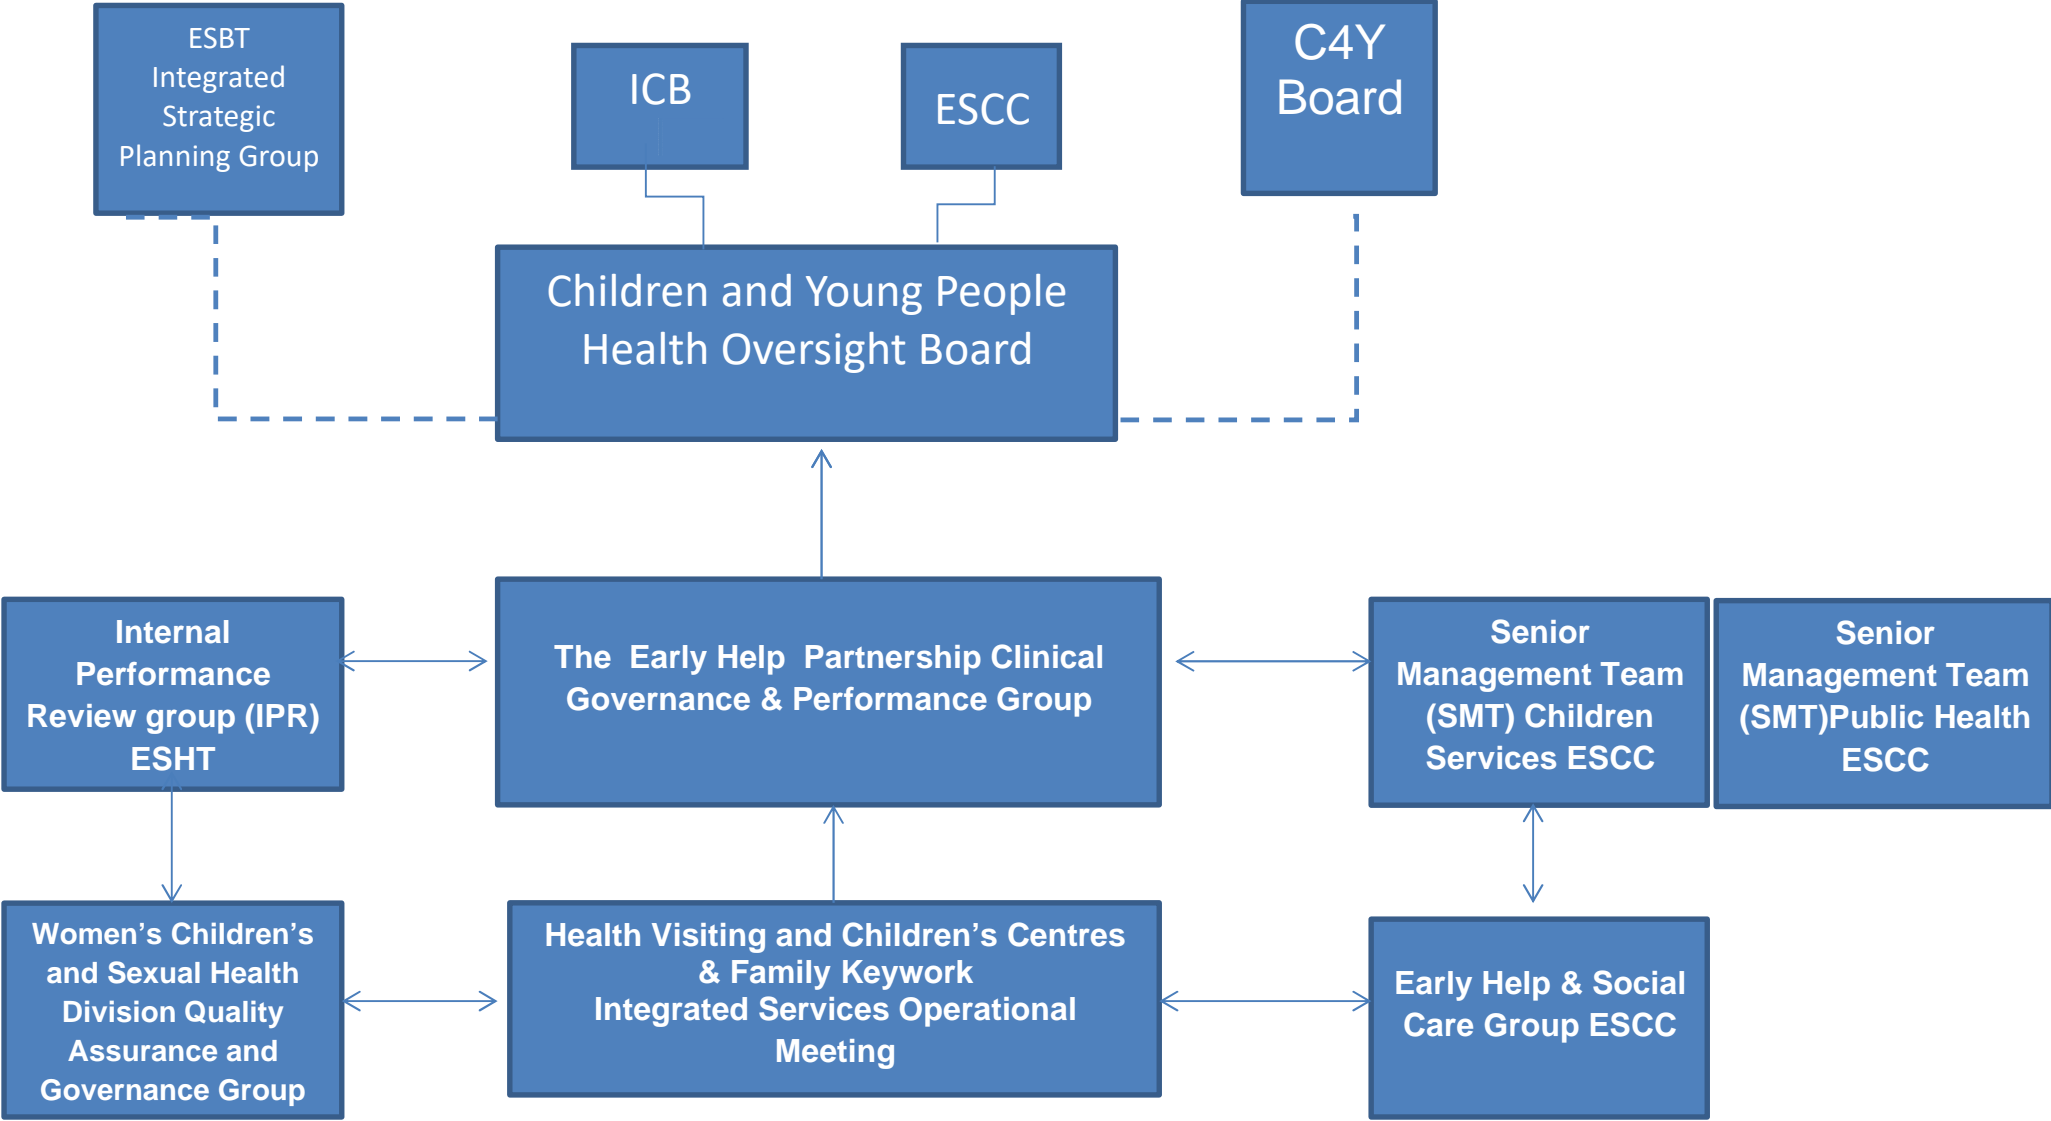 ESBT
Integrated
Strategic
Planning Group
ICB
ESCC
C4Y
Board
Children and Young People
Health Oversight Board
Internal
Performance
Review group (IPR)
ESHT
The  Early Help  Partnership Clinical
Governance & Performance Group
Senior
Management Team
(SMT) Children
Services ESCC
Senior
Management Team
(SMT)Public Health
ESCC
Women’s Children’s
and Sexual Health
Division Quality
Assurance and
Governance Group
Health Visiting and Children’s Centres
& Family Keywork
Integrated Services Operational
Meeting
Early Help & Social
Care Group ESCC